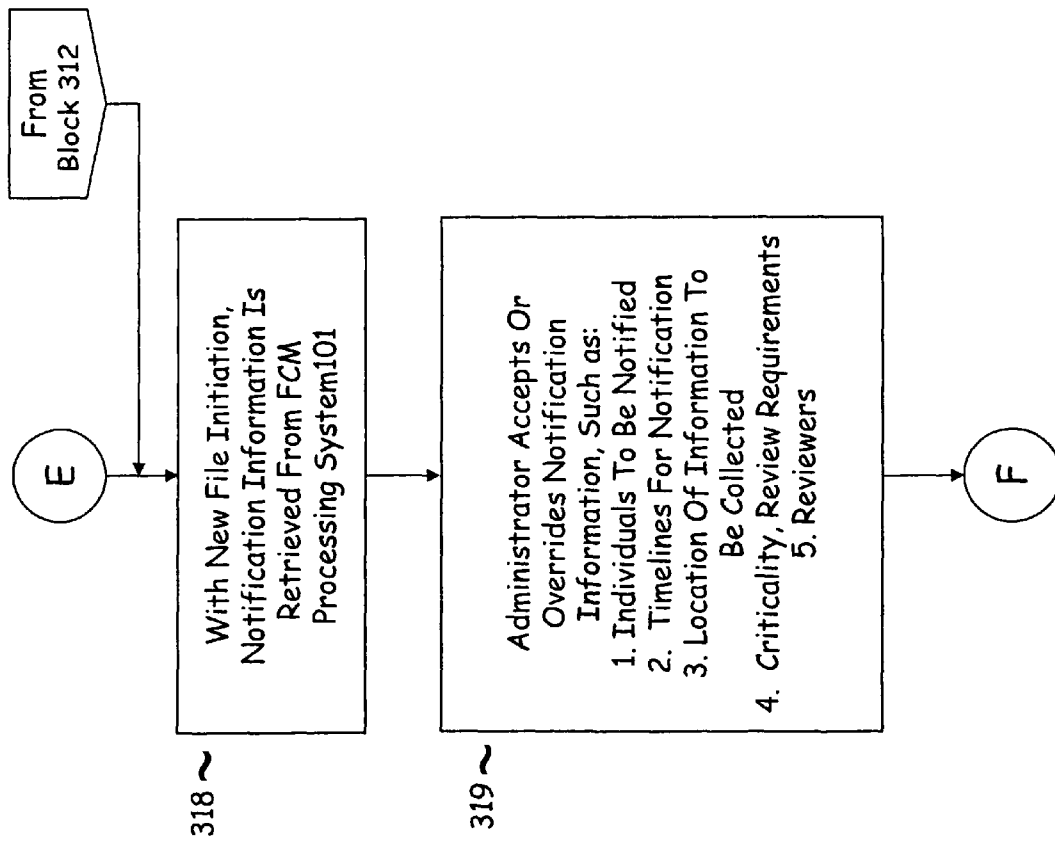 From
Block 312
E
318 ~
With New File Initiation,
Notification Information Is
Retrieved From FCM
Processing System101
319 ~
Administrator Accepts Or
Overrides Notification
Information, Such as:
1. Individuals To Be Notified
2. Timelines For Notification
3. Location Of Information To
Be Collected
4. Criticality, Review Requirements
5. Reviewers
F